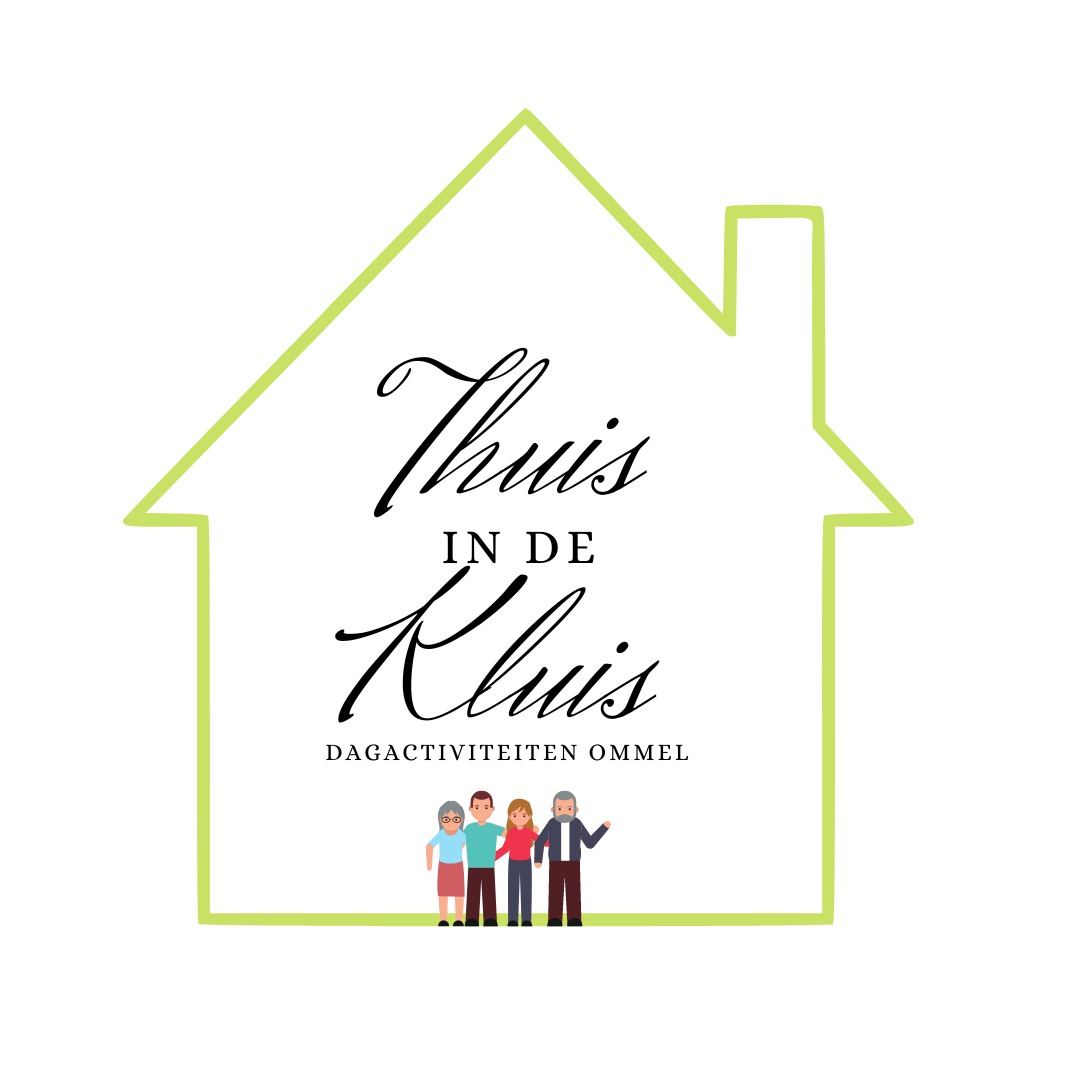 Thuis
IN DE
Kluis
DAGACTIVITEITEN OMMEL